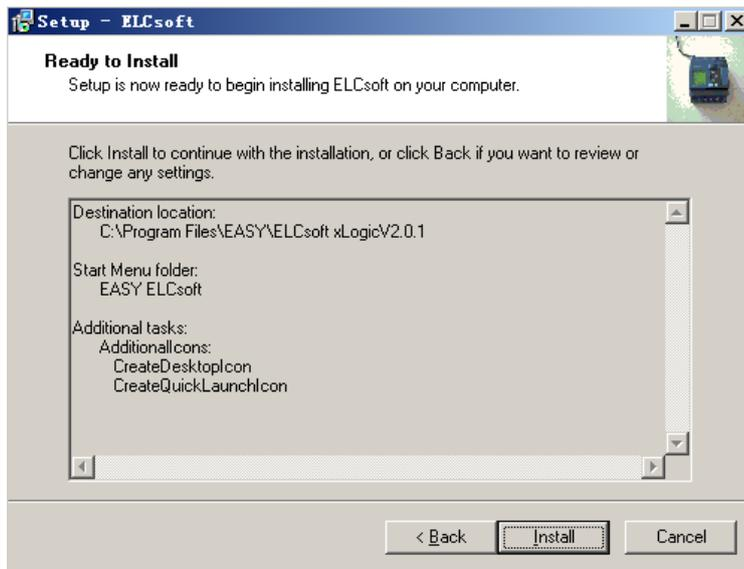 Setup - ELCsoft
Ready to Install
Setup is now ready to begin installing ELCsoft on your computer.
Click Install to continue with the installation, or click Back if you want to review or
change any settings.
Destination location:
C:\Program Files\EASY\ELCsoft xLogicV2.0.1
Start Menu folder:
EASY ELCsoft
Additional tasks:
AdditionalIcons:
CreateDesktopIcon
CreateQuickLaunchIcon
< Back
Install
Cancel